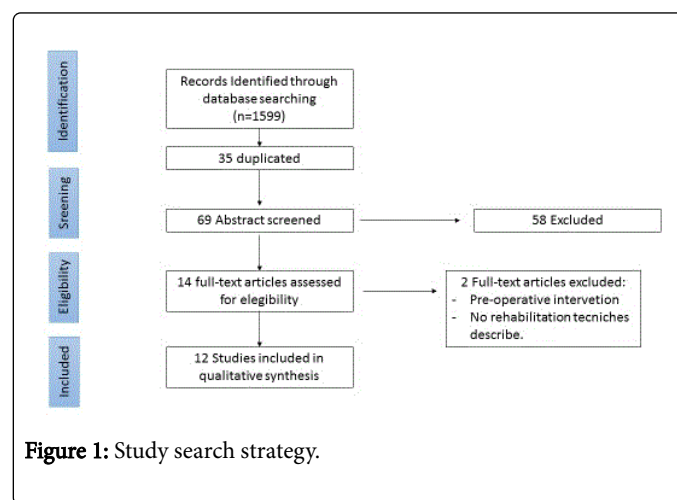 Identification
Records Identified through
database searching
(n=1599)
35 duplicated
Sreening
69 Abstract screened
58 Excluded
Eligibility
14 full-text articles assessed
for elegibility
2 Full-text articles excluded:
- Pre-operative intervetion
- No rehabilitation tecniches
describe.
Included
12 Studies included in
qualitative synthesis
Figure 1: Study search strategy.